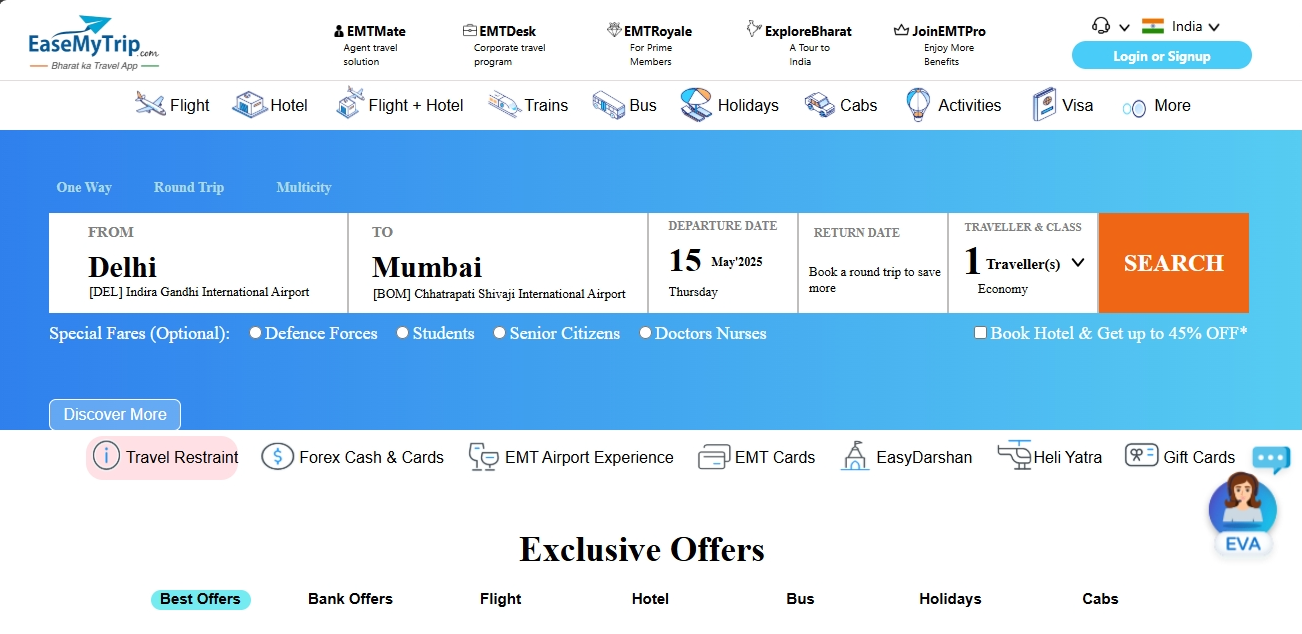 EaseMyTrip.com
Bharat ka Travel App
EMTMate
Agent travel
solution
EMTDesk
Corporate travel
program
EMTRoyale
For Prime
Members
ExploreBharat
A Tour to
India
JoinEMTPro
Enjoy More
Benefits
India
Login or Signup
Flight
Hotel
Flight + Hotel
Trains
Bus
Holidays
Cabs
Activities
Visa
More
One Way
Round Trip
Multicity
FROM
Delhi
[DEL] Indira Gandhi International Airport
TO
Mumbai
[BOM] Chhatrapati Shivaji International Airport
DEPARTURE DATE
15 May'2025
Thursday
RETURN DATE
Book a round trip to save
more
TRAVELLER & CLASS
1 Traveller(s)
Economy
SEARCH
Special Fares (Optional):
Defence Forces
Students
Senior Citizens
Doctors Nurses
Book Hotel & Get up to 45% OFF*
Discover More
Travel Restraint
Forex Cash & Cards
EMT Airport Experience
EMT Cards
EasyDarshan
Heli Yatra
Gift Cards
EVA
Exclusive Offers
Best Offers
Bank Offers
Flight
Hotel
Bus
Holidays
Cabs